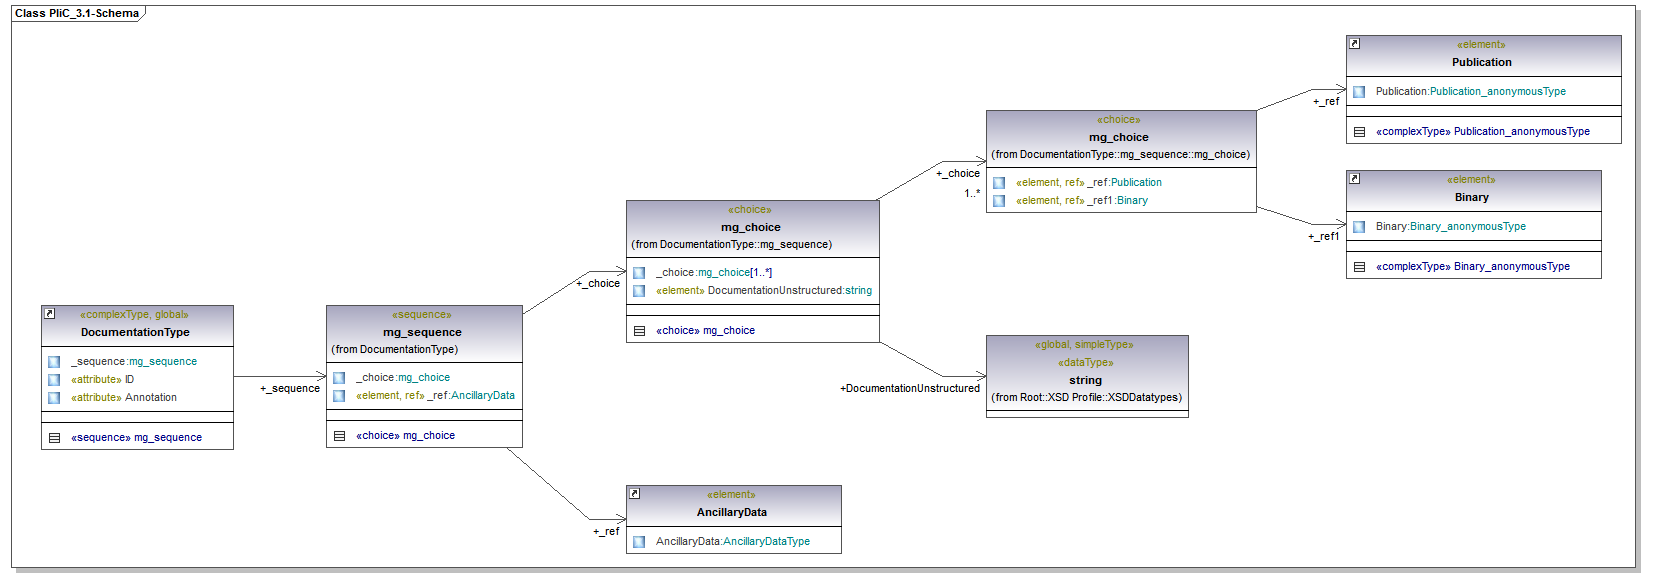 Class PliC_3.1-Schema
«element»
Publication
Publication:Publication_anonymousType
«complexType» Publication_anonymousType
+_ref
«choice»
mg_choice
(from DocumentationType::mg_sequence::mg_choice)
«element, ref» _ref:Publication
«element, ref» _ref1:Binary
+_choice
1..*
«element»
Binary
Binary:Binary_anonymousType
«complexType» Binary_anonymousType
+_ref1
«choice»
mg_choice
(from DocumentationType::mg_sequence)
_choice:mg_choice[1..*]
«element» DocumentationUnstructured:string
«choice» mg_choice
+_choice
«complexType, global»
DocumentationType
_sequence:mg_sequence
«attribute» ID
«attribute» Annotation
«sequence» mg_sequence
+_sequence
«sequence»
mg_sequence
(from DocumentationType)
_choice:mg_choice
«element, ref» _ref:AncillaryData
«choice» mg_choice
«global, simpleType»
«dataType»
string
(from Root::XSD Profile::XSDDatatypes)
+DocumentationUnstructured
«element»
AncillaryData
AncillaryData:AncillaryDataType
+_ref